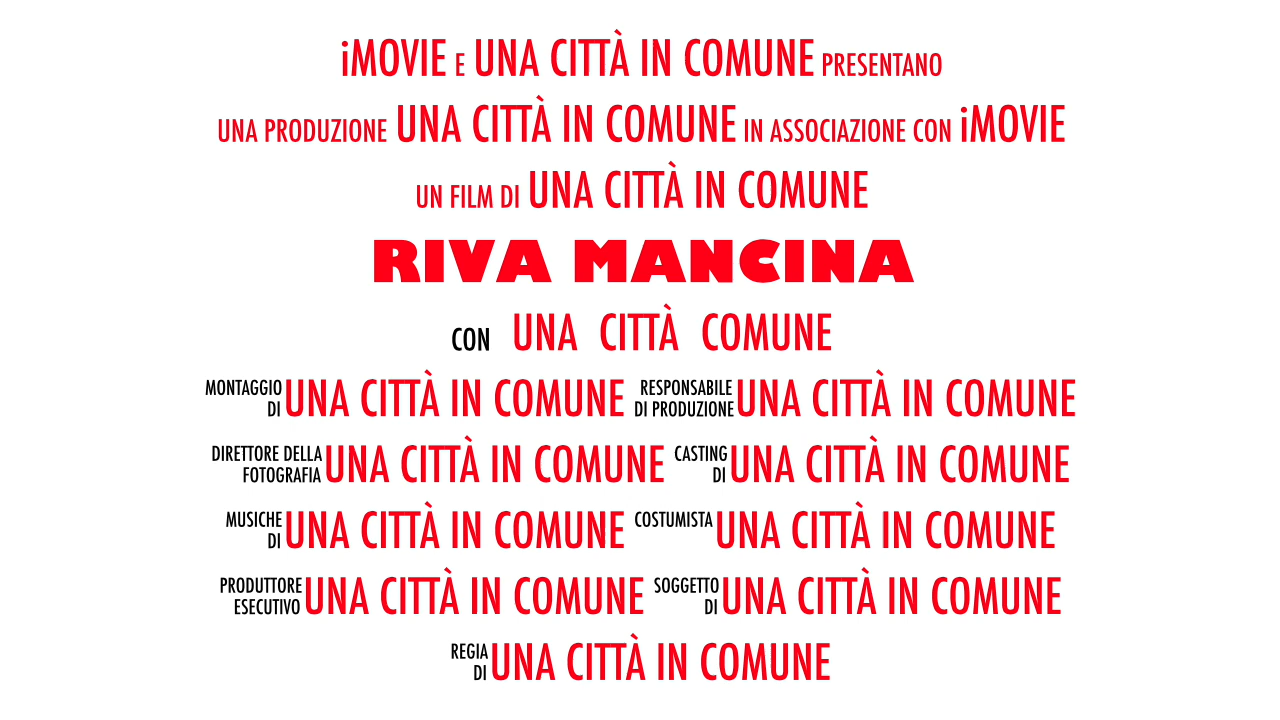 iMOVIE E UNA CITTÀ IN COMUNE PRESENTANO
UNA PRODUZIONE UNA CITTÀ IN COMUNE IN ASSOCIAZIONE CON iMOVIE
UN FILM DI UNA CITTÀ IN COMUNE
RIVA MANCINA
CON UNA CITTÀ COMUNE
MONTAGGIO DI UNA CITTÀ IN COMUNE RESPONSABILE DI PRODUZIONE UNA CITTÀ IN COMUNE
DIRETTORE DELLA FOTOGRAFIA UNA CITTÀ IN COMUNE CASTING DI UNA CITTÀ IN COMUNE
MUSICHE DI UNA CITTÀ IN COMUNE COSTUMISTA UNA CITTÀ IN COMUNE
PRODUTTORE ESECUTIVO UNA CITTÀ IN COMUNE SOGGETTO DI UNA CITTÀ IN COMUNE
REGIA DI UNA CITTÀ IN COMUNE